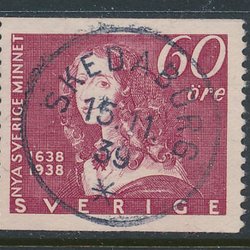 NYA SVERIGE-MINNET
60
öre
1638
1938
SVERIGE
SKEDABORG
15.11
39
*